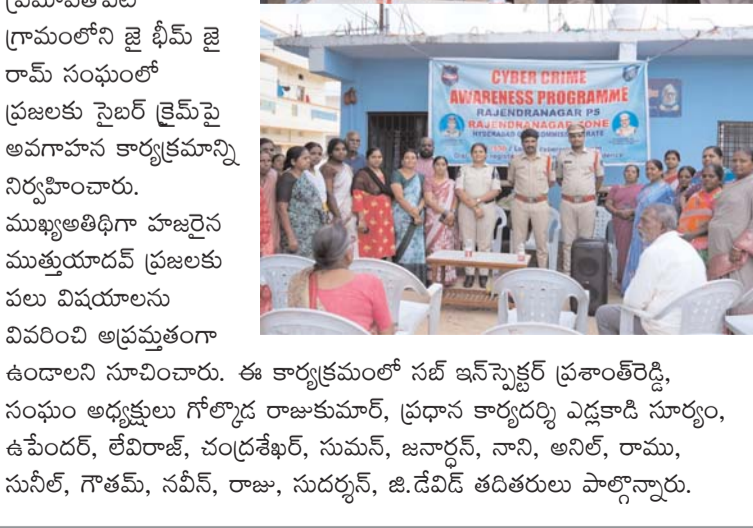 గ్రామంలోని జై భీమ్ జై
రామ్ సంఘంలో
ప్రజలకు సైబర్ క్రైమ్‌పై
అవగాహన కార్యక్రమాన్ని
నిర్వహించారు.
ముఖ్యఅతిథిగా హజరైన
ముత్తుయాదవ్ ప్రజలకు
పలు విషయాలను
వివరించి అప్రమత్తంగా
ఉండాలని సూచించారు. ఈ కార్యక్రమంలో సబ్ ఇన్‌స్పెక్టర్ ప్రశాంత్‌రెడ్డి,
సంఘం అధ్యక్షులు గోల్కొడ రాజుకుమార్, ప్రధాన కార్యదర్శి ఎడ్లకాడి సూర్యం,
ఉపేందర్, లేవిరాజ్, చంద్రశేఖర్, సుమన్, జనార్ధన్, నాని, అనిల్, రాము,
సునీల్, గౌతమ్, నవీన్, రాజు, సుదర్శన్, జి.డేవిడ్ తదితరులు పాల్గొన్నారు.
CYBER CRIME
AWARENESS PROGRAMME
RAJENDRANAGAR PS
RAJENDRANAGAR ZONE
HYDERABAD